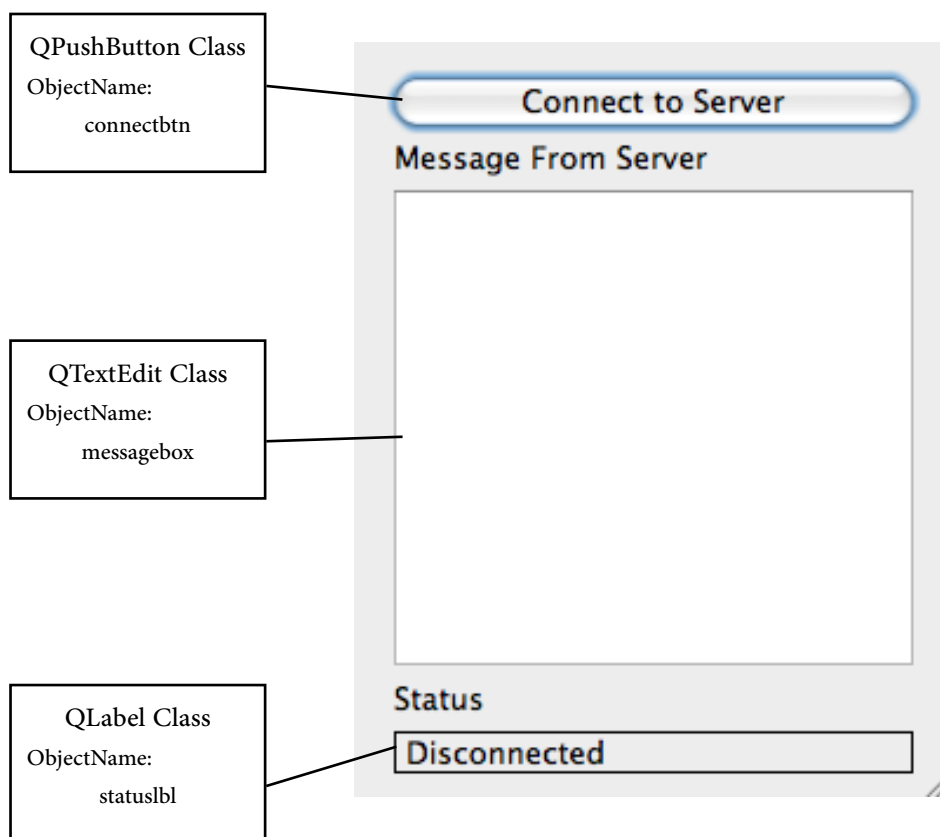 QPushButton Class
ObjectName:
connectbtn
Connect to Server
Message From Server
QTextEdit Class
ObjectName:
messagebox
QLabel Class
ObjectName:
statuslbl
Status
Disconnected